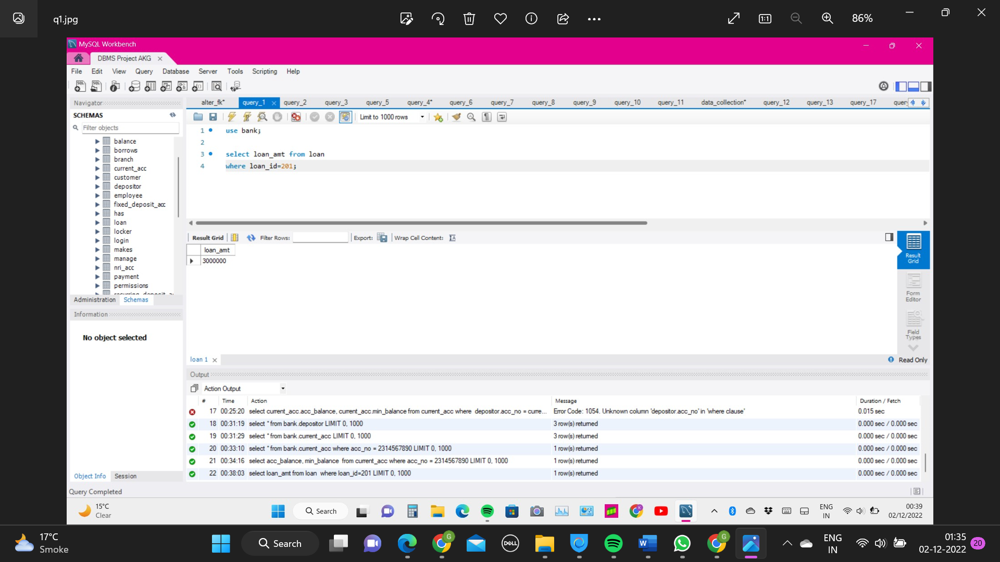 q1.jpg
86%
MySQL Workbench
DBMS Project AKG
File Edit View Query Database Server Tools Scripting Help
Navigator
SCHEMAS
Filter objects
balance
borrows
branch
current_acc
customer
depositor
employee
fixed_deposit_acc
has
loan
locker
login
makes
manage
nri_acc
payment
permissions
Administration Schemas
Information
No object selected
Object Info Session
alter_fk* query_1 query_2 query_3 query_5 query_4* query_6 query_7 query_8 query_9 query_10 query_11 data_collection* query_12 query_13 query_17
Limit to 1000 rows
1 use bank;
2
3 select loan_amt from loan
4 where loan_id=201;
Result Grid Filter Rows: Export: Wrap Cell Content:
loan_amt
3000000
Result Grid
Form Editor
Field Types
loan 1
Read Only
Output
Action Output
# Time Action Message Duration / Fetch
17 00:25:20 select current_acc.acc_balance, current_acc.min_balance from current_acc where depositor.acc_no = curre... Error Code: 1054. Unknown column 'depositor.acc_no' in 'where clause' 0.015 sec
18 00:31:19 select * from bank.depositor LIMIT 0, 1000 3 row(s) returned 0.000 sec / 0.000 sec
19 00:31:29 select * from bank.current_acc LIMIT 0, 1000 3 row(s) returned 0.000 sec / 0.000 sec
20 00:33:10 select * from bank.current_acc where acc_no = 2314567890 LIMIT 0, 1000 1 row(s) returned 0.000 sec / 0.000 sec
21 00:34:16 select acc_balance, min_balance from current_acc where acc_no = 2314567890 LIMIT 0, 1000 1 row(s) returned 0.000 sec / 0.000 sec
22 00:38:03 select loan_amt from loan where loan_id=201 LIMIT 0, 1000 1 row(s) returned 0.000 sec / 0.000 sec
Query Completed
15°C
Clear
Search
ENG
IN
00:39
02/12/2022
17°C
Smoke
Search
DELL
ENG
IN
01:35
02-12-2022
20